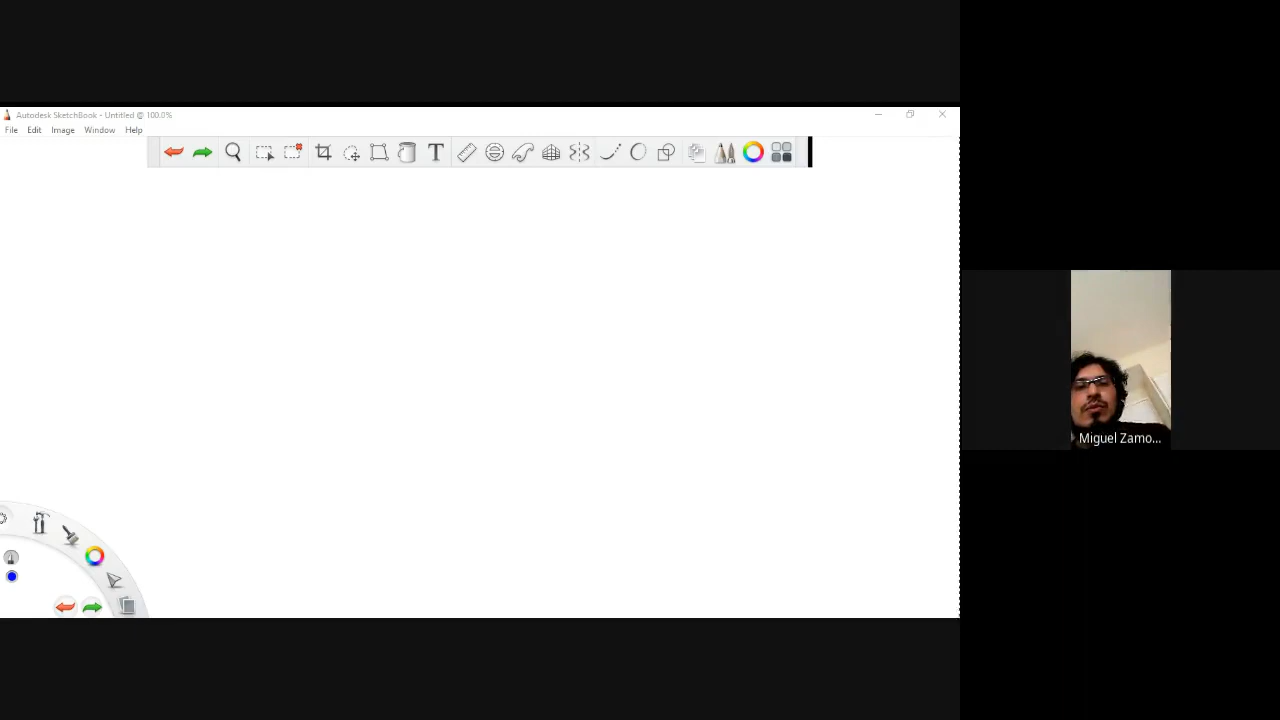 Autodesk SketchBook - Untitled @ 100.0%
File Edit Image Window Help
T
Miguel Zamo...